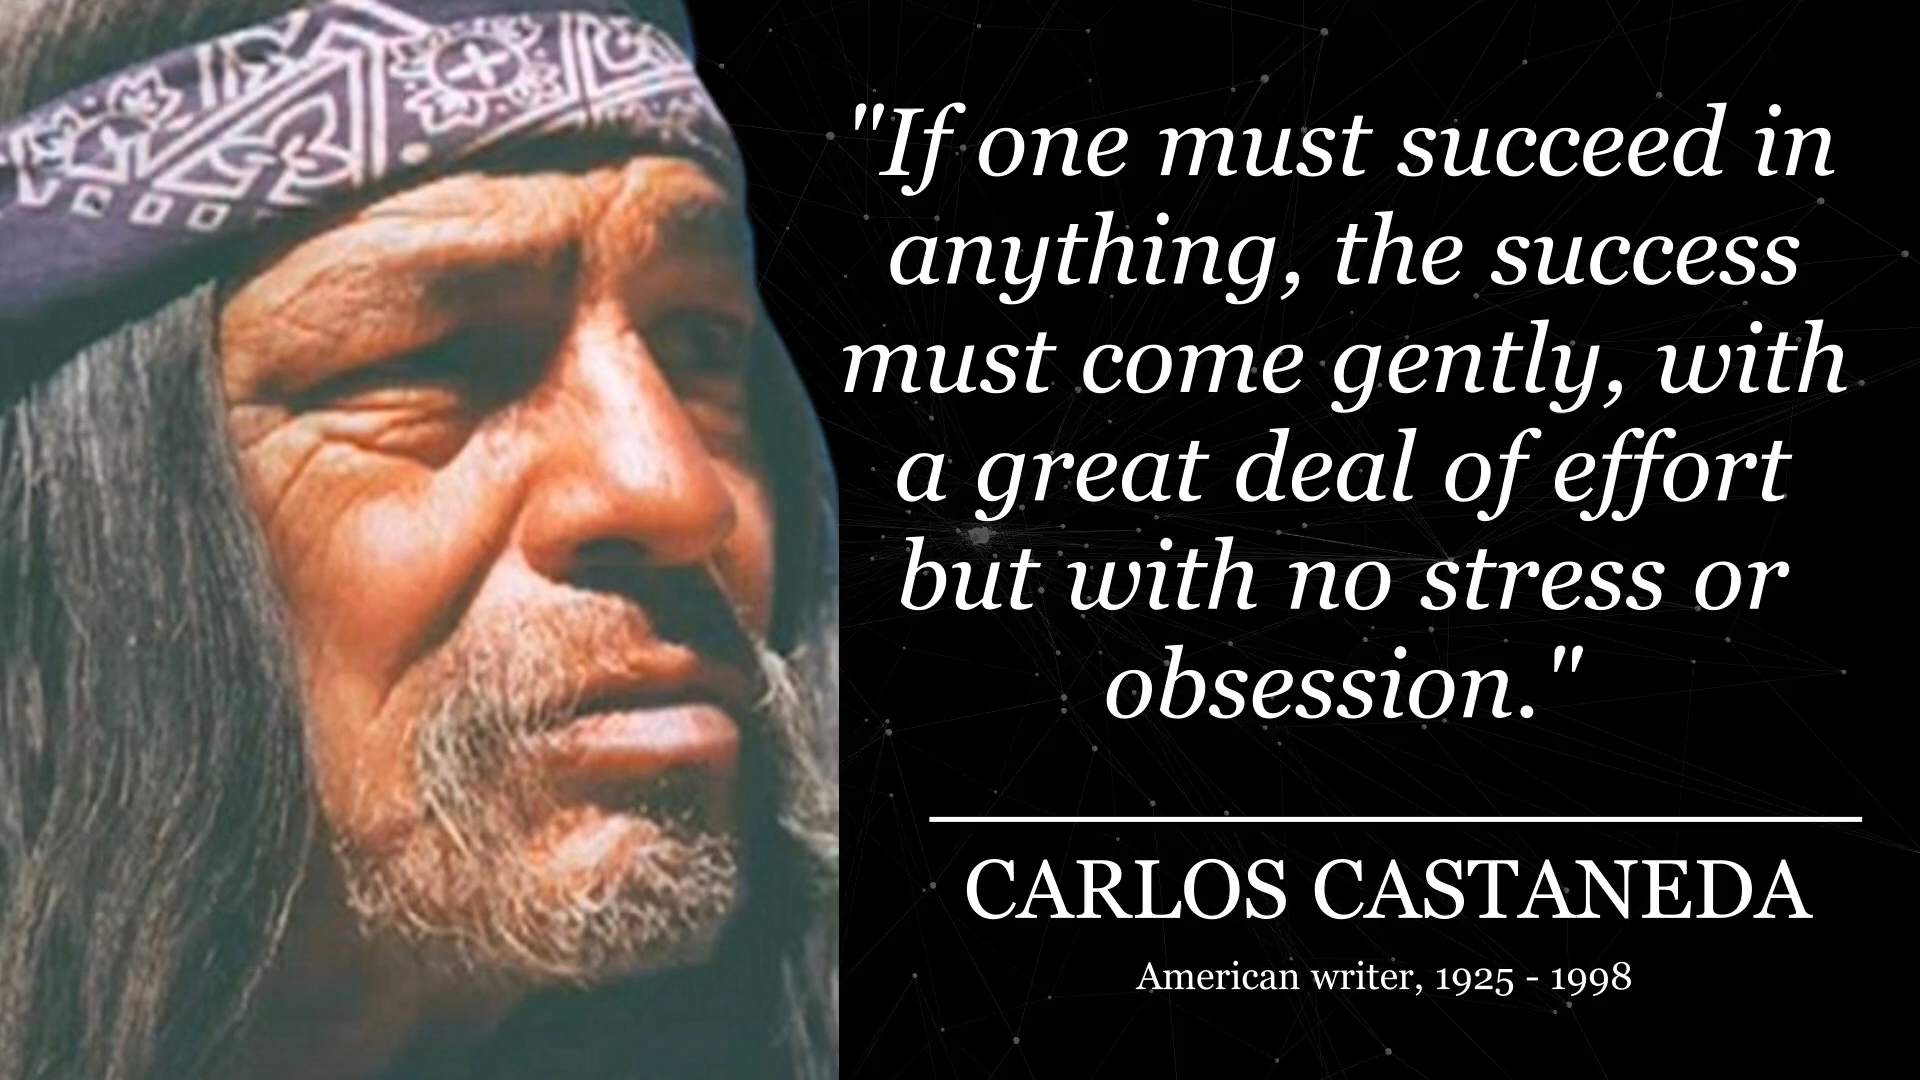 "If one must succeed in
anything, the success
must come gently, with
a great deal of effort
but with no stress or
obsession."
CARLOS CASTANEDA
American writer, 1925 - 1998